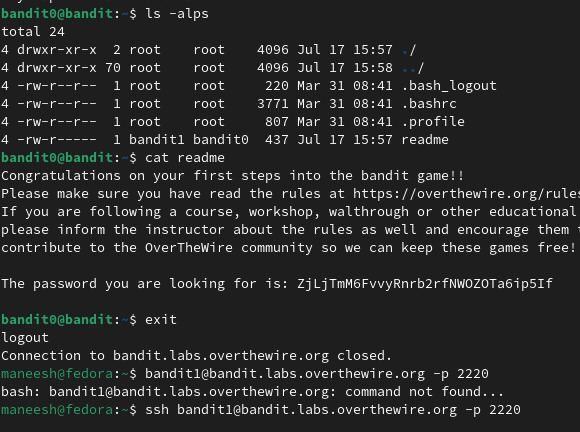 bandit0@bandit:~$ ls -alps
total 24
4 drwxr-xr-x  2 root    root    4096 Jul 17 15:57 ./
4 drwxr-xr-x 70 root    root    4096 Jul 17 15:58 ../
4 -rw-r--r--  1 root    root     220 Mar 31 08:41 .bash_logout
4 -rw-r--r--  1 root    root    3771 Mar 31 08:41 .bashrc
4 -rw-r--r--  1 root    root     807 Mar 31 08:41 .profile
4 -rw-r-----  1 bandit1 bandit0  437 Jul 17 15:57 readme
bandit0@bandit:~$ cat readme
Congratulations on your first steps into the bandit game!!
Please make sure you have read the rules at https://overthewire.org/rules
If you are following a course, workshop, walthrough or other educational
please inform the instructor about the rules as well and encourage them
contribute to the OverTheWire community so we can keep these games free!

The password you are looking for is: ZjLjTmM6FvvyRnrb2rfNWOZOTa6ip5If

bandit0@bandit:~$ exit
logout
Connection to bandit.labs.overthewire.org closed.
maneesh@fedora:~$ bandit1@bandit.labs.overthewire.org -p 2220
bash: bandit1@bandit.labs.overthewire.org: command not found...
maneesh@fedora:~$ ssh bandit1@bandit.labs.overthewire.org -p 2220